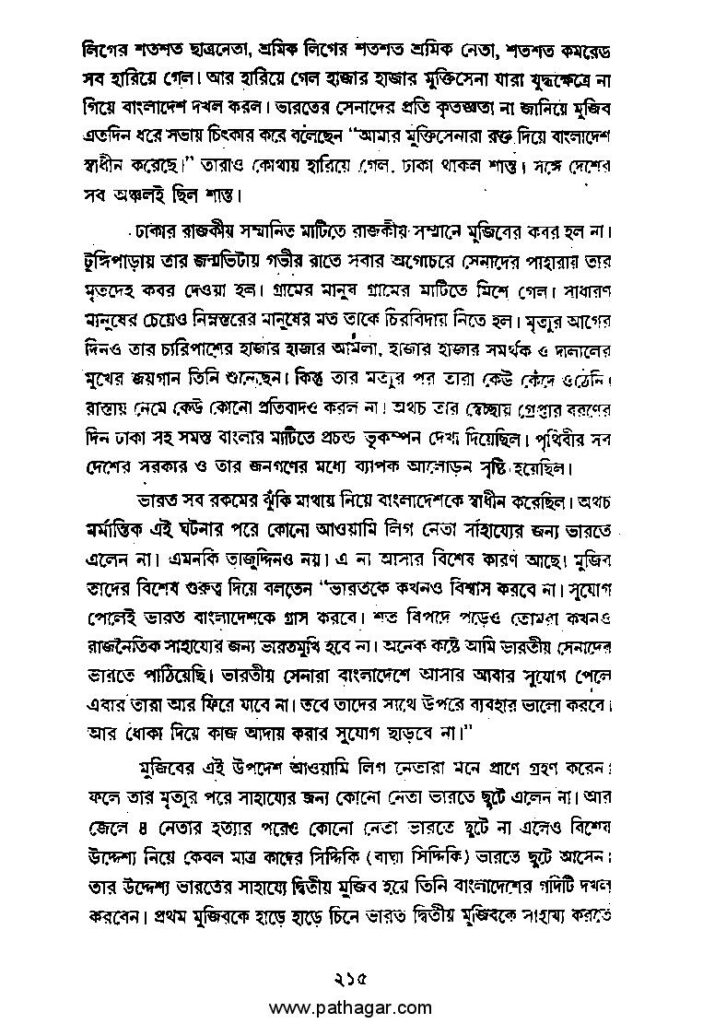 লিগের শতশত ছাত্রনেতা, শ্রমিক লিগের শতশত শ্রমিক নেতা, শতশত কমরেড
সব হারিয়ে গেল। আর হারিয়ে গেল হাজার হাজার মুক্তিসেনা যারা যুদ্ধক্ষেত্রে না
গিয়ে বাংলাদেশ দখল করল। ভারতের সেনাদের প্রতি কৃতজ্ঞতা না জানিয়ে মুজিব
এতদিন ধরে সভায় চিৎকার করে বলেছেন “আমার মুক্তিসেনারা রক্ত দিয়ে বাংলাদেশ
স্বাধীন করেছে।” তারাও কোথায় হারিয়ে গেল. ঢাকা থাকল শান্ত। সঙ্গে দেশের
সব অঞ্চলই ছিল শান্ত।
ঢাকার রাজকীয় সম্মানিত মাটিতে রাজকীয় সম্মানে মুজিবের কবর হল না।
টুঙ্গিপাড়ায় তার জন্মভিটায় গভীর রাতে সবার অগোচরে সেনাদের পাহারায় তার
মৃতদেহ কবর দেওয়া হল। গ্রামের মানুষ গ্রামের মাটিতে মিশে গেল। সাধারণ
মানুষের চেয়েও নিম্নস্তরের মানুষের মত তাকে চিরবিদায় নিতে হল। মৃত্যুর আগের
দিনও তার চারিপাশের হাজার হাজার আমলা, হাজার হাজার সমর্থক ও দালালের
মুখের জয়গান তিনি শুনেছেন। কিন্তু তার মৃত্যুর পর তারা কেউ কেঁদে ওঠেনি।
রাস্তায় নেমে কেউ কোনো প্রতিবাদও করল না। অথচ তার স্বেচ্ছায় গ্রেপ্তার বরণের
দিন ঢাকা সহ সমস্ত বাংলার মাটিতে প্রচন্ড ভূকম্পন দেখা দিয়েছিল। পৃথিবীর সব
দেশের সরকার ও তার জনগণের মধ্যে ব্যাপক আলোড়ন সৃষ্টি হয়েছিল।
ভারত সব রকমের ঝুঁকি মাথায় নিয়ে বাংলাদেশকে স্বাধীন করেছিল। অথচ
মর্মান্তিক এই ঘটনার পরে কোনো আওয়ামি লিগ নেতা সাহায্যের জন্য ভারতে
এলেন না। এমনকি তাজুদ্দিনও নয়। এ না আসার বিশেষ কারণ আছে। মুজিব
তাদের বিশেষ গুরুত্ব দিয়ে বলতেন “ভারতকে কখনও বিশ্বাস করবে না। সুযোগ
পেলেই ভারত বাংলাদেশকে গ্রাস করবে। শত বিপদে পড়েও তোমরা কখনও
রাজনৈতিক সাহায্যের জন্য ভারতমুখি হবে না। অনেক কষ্টে আমি ভারতীয় সেনাদের
ভারতে পাঠিয়েছি। ভারতীয় সেনারা বাংলাদেশে আসার আবার সুযোগ পেলে
এবার তারা আর ফিরে যাবে না। তবে তাদের সাথে উপরে ব্যবহার ভালো করবে।
আর ধোকা দিয়ে কাজ আদায় করার সুযোগ ছাড়বে না।”
মুজিবের এই উপদেশ আওয়ামি লিগ নেতারা মনে প্রাণে গ্রহণ করেন।
ফলে তার মৃত্যুর পরে সাহায্যের জন্য কোনো নেতা ভারতে ছুটে এলেন না। আর
জেলে ৪ নেতার হত্যার পরেও কোনো নেতা ভারতে ছুটে না এলেও বিশেষ
উদ্দেশ্য নিয়ে কেবল মাত্র কাদের সিদ্দিকি (বাঘা সিদ্দিকি) ভারতে ছুটে আসেন।
তার উদ্দেশ্য ভারতের সাহায্যে দ্বিতীয় মুজিব হয়ে তিনি বাংলাদেশের গদিটি দখল
করবেন। প্রথম মুজিবকে হাড়ে হাড়ে চিনে ভারত দ্বিতীয় মুজিবকে সাহায্য করতে
২১৫
www.pathagar.com